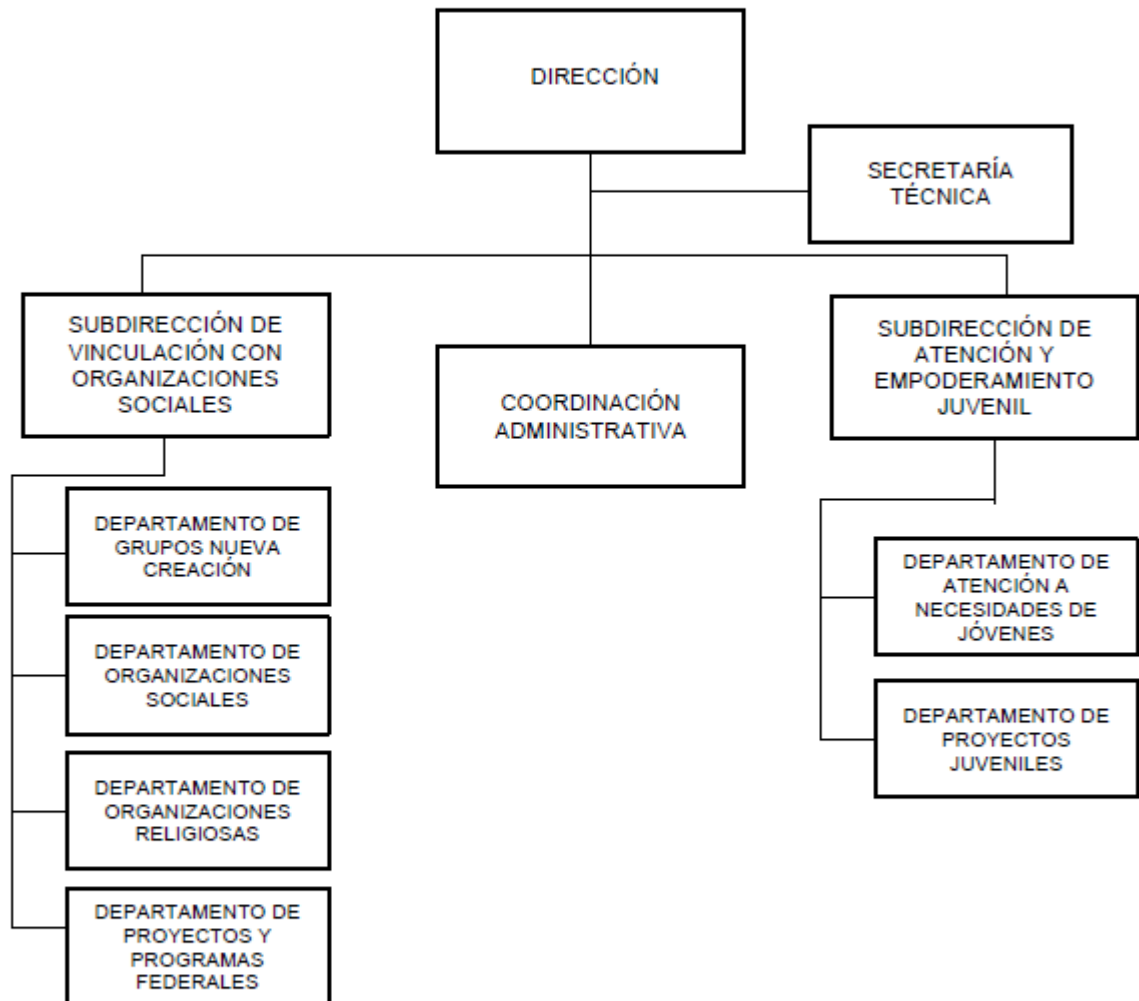 DIRECCIÓN
SECRETARÍA
TÉCNICA
SUBDIRECCIÓN DE
VINCULACIÓN CON
ORGANIZACIONES
SOCIALES
COORDINACIÓN
ADMINISTRATIVA
SUBDIRECCIÓN DE
ATENCIÓN Y
EMPODERAMIENTO
JUVENIL
DEPARTAMENTO DE
GRUPOS NUEVA
CREACIÓN
DEPARTAMENTO DE
ORGANIZACIONES
SOCIALES
DEPARTAMENTO DE
ORGANIZACIONES
RELIGIOSAS
DEPARTAMENTO DE
PROYECTOS Y
PROGRAMAS
FEDERALES
DEPARTAMENTO DE
ATENCIÓN A
NECESIDADES DE
JÓVENES
DEPARTAMENTO DE
PROYECTOS
JUVENILES